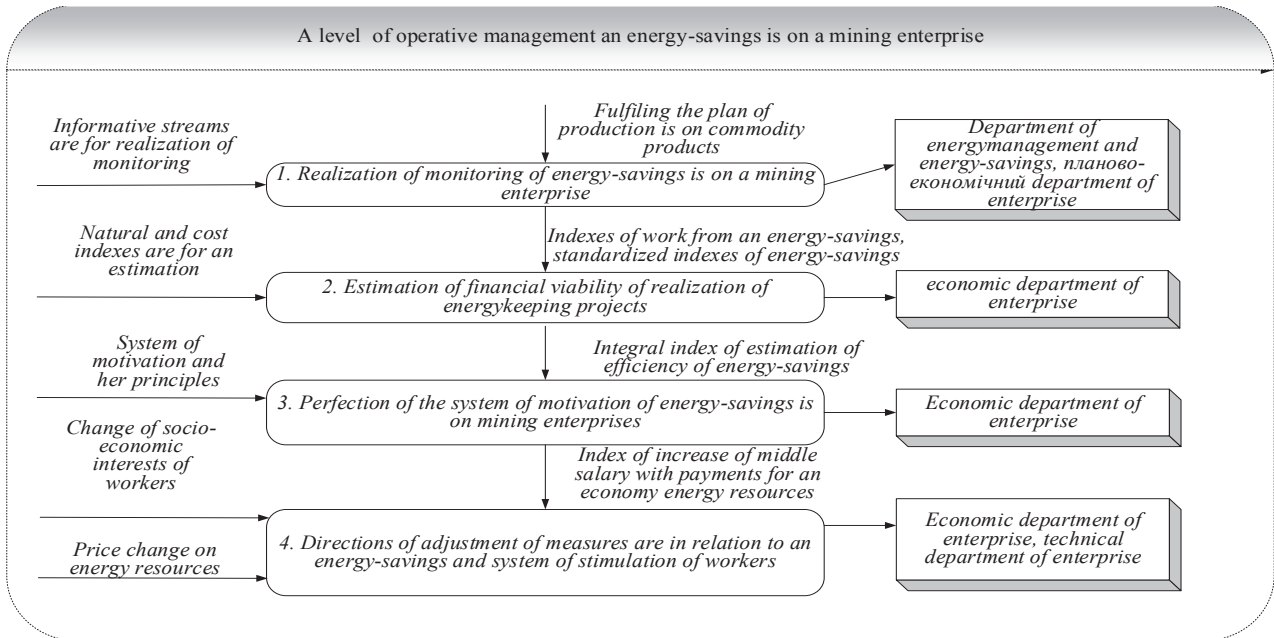 A level of operative management an energy-savings is on a mining enterprise
Informative streams
are for realization of
monitoring
Fulfiling the plan of
production is on commodity
products
Department of
energymanagement and
energy-savings, планово-
економічний department of
enterprise
1. Realization of monitoring of energy-savings is on a mining
enterprise
Natural and cost
indexes are for an
estimation
Indexes of work from an energy-savings,
standardized indexes of energy-savings
2. Estimation of financial viability of realization of
energykeeping projects
economic department of
enterprise
System of
motivation and
her principles
Integral index of estimation of
efficiency of energy-savings
3. Perfection of the system of motivation of energy-savings is
on mining enterprises
Economic department of
enterprise
Change of socio-
economic
interests of
workers
Index of increase of middle
salary with payments for an
economy energy resources
4. Directions of adjustment of measures are in relation to an
energy-savings and system of stimulation of workers
Economic department of
enterprise, technical
department of enterprise
Price change on
energy resources